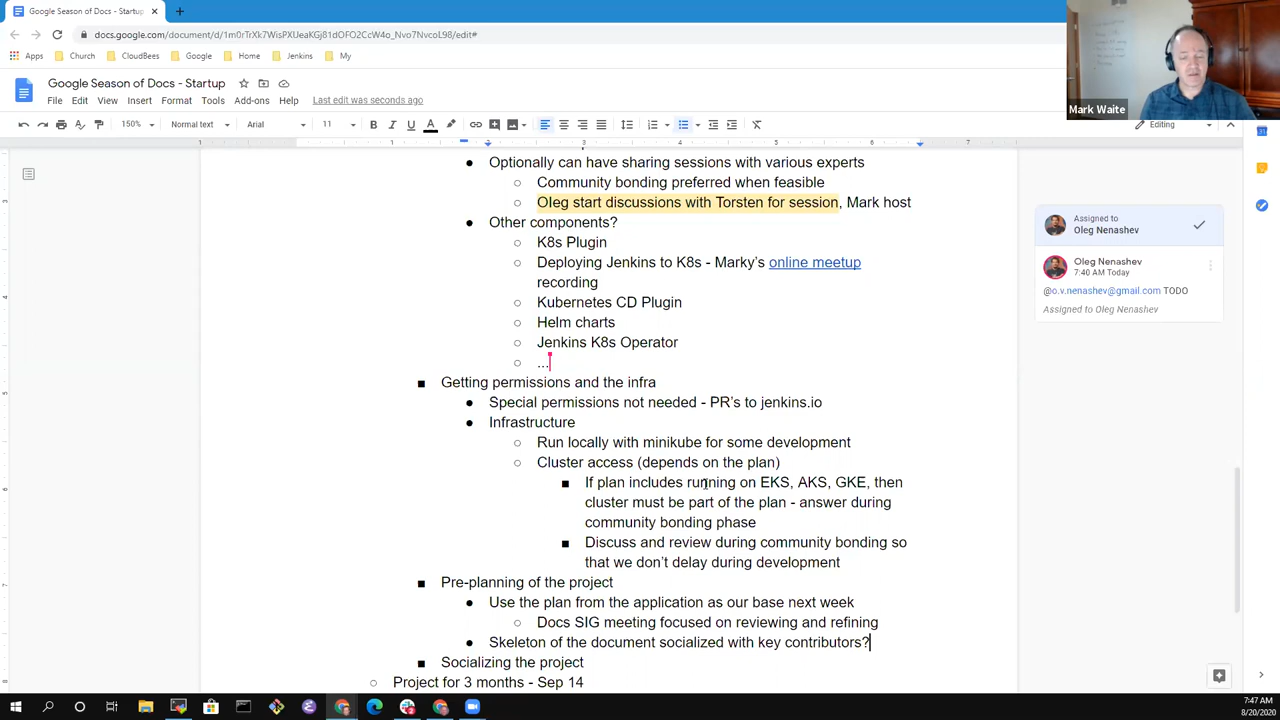 Google Season of Docs - Startup
docs.google.com/document/d/1m0rTrXk7WisPXUeaKGj81dOFO2CcW4o_Nvo7NvcoL98/edit#
Apps Church CloudBees Google Home Jenkins My
Google Season of Docs - Startup
File Edit View Insert Format Tools Add-ons Help Last edit was seconds ago
150% Normal text Arial 11 Editing
Mark Waite
1 1 2 3 4 5 6 7
Optionally can have sharing sessions with various experts
Community bonding preferred when feasible
Oleg start discussions with Torsten for session, Mark host
Other components?
K8s Plugin
Deploying Jenkins to K8s - Marky's online meetup
recording
Kubernetes CD Plugin
Helm charts
Jenkins K8s Operator
...
Getting permissions and the infra
Special permissions not needed - PR's to jenkins.io
Infrastructure
Run locally with minikube for some development
Cluster access (depends on the plan)
If plan includes running on EKS, AKS, GKE, then
cluster must be part of the plan - answer during
community bonding phase
Discuss and review during community bonding so
that we don't delay during development
Pre-planning of the project
Use the plan from the application as our base next week
Docs SIG meeting focused on reviewing and refining
Skeleton of the document socialized with key contributors?
Socializing the project
Project for 3 months - Sep 14
Assigned to
Oleg Nenashev
Oleg Nenashev
7:40 AM Today
@o.v.nenashev@gmail.com TODO
Assigned to Oleg Nenashev
7:47 AM
8/20/2020